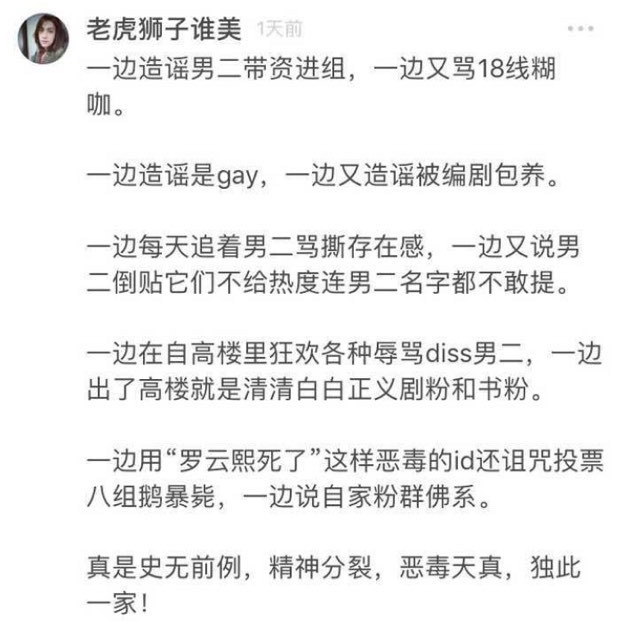 老虎狮子谁美 1天前
一边造谣男二带资进组，一边又骂18线糊
咖。
一边造谣是gay，一边又造谣被编剧包养。
一边每天追着男二骂撕存在感，一边又说男
二倒贴它们不给热度连男二名字都不敢提。
一边在自高楼里狂欢各种辱骂diss男二，一边
出了高楼就是清清白白正义剧粉和书粉。
一边用“罗云熙死了”这样恶毒的id还诅咒投票
八组鹅暴毙，一边说自家粉群佛系。
真是史无前例，精神分裂，恶毒天真，独此
一家！